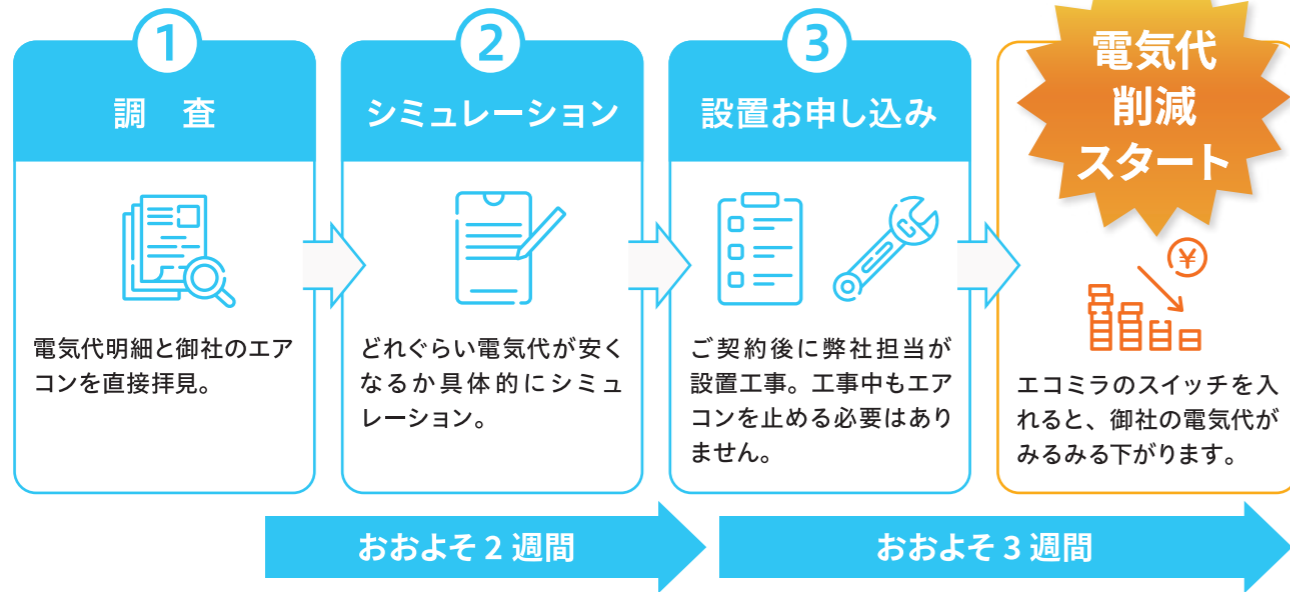 1
調 査
電気代明細と御社のエア
コンを直接拝見。
2
シミュレーション
どれぐらい電気代が安く
なるか具体的にシミュ
レーション。
3
設置お申し込み
ご契約後に弊社担当が
設置工事。工事中もエア
コンを止める必要はあり
ません。
電気代
削減
スタート
¥
エコミラのスイッチを入
れると、御社の電気代が
みるみる下がります。
おおよそ 2 週間
おおよそ 3 週間